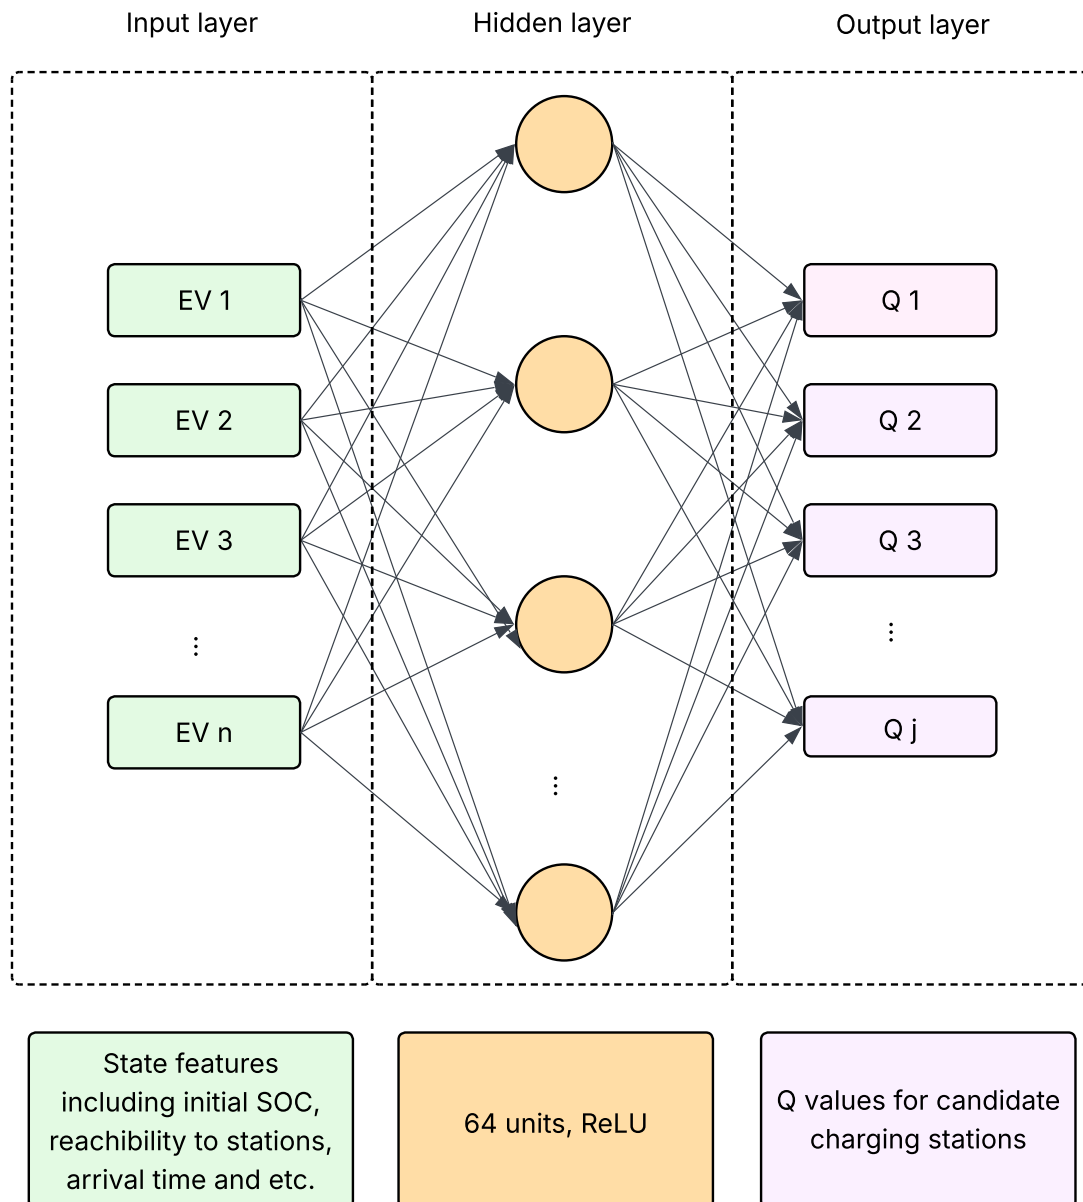 Input layer
Hidden layer
Output layer
EV 1
EV 2
EV 3
⋮
EV n
⋮
Q 1
Q 2
Q 3
⋮
Q j
State features
including initial SOC,
reachibility to stations,
arrival time and etc.
64 units, ReLU
Q values for candidate
charging stations